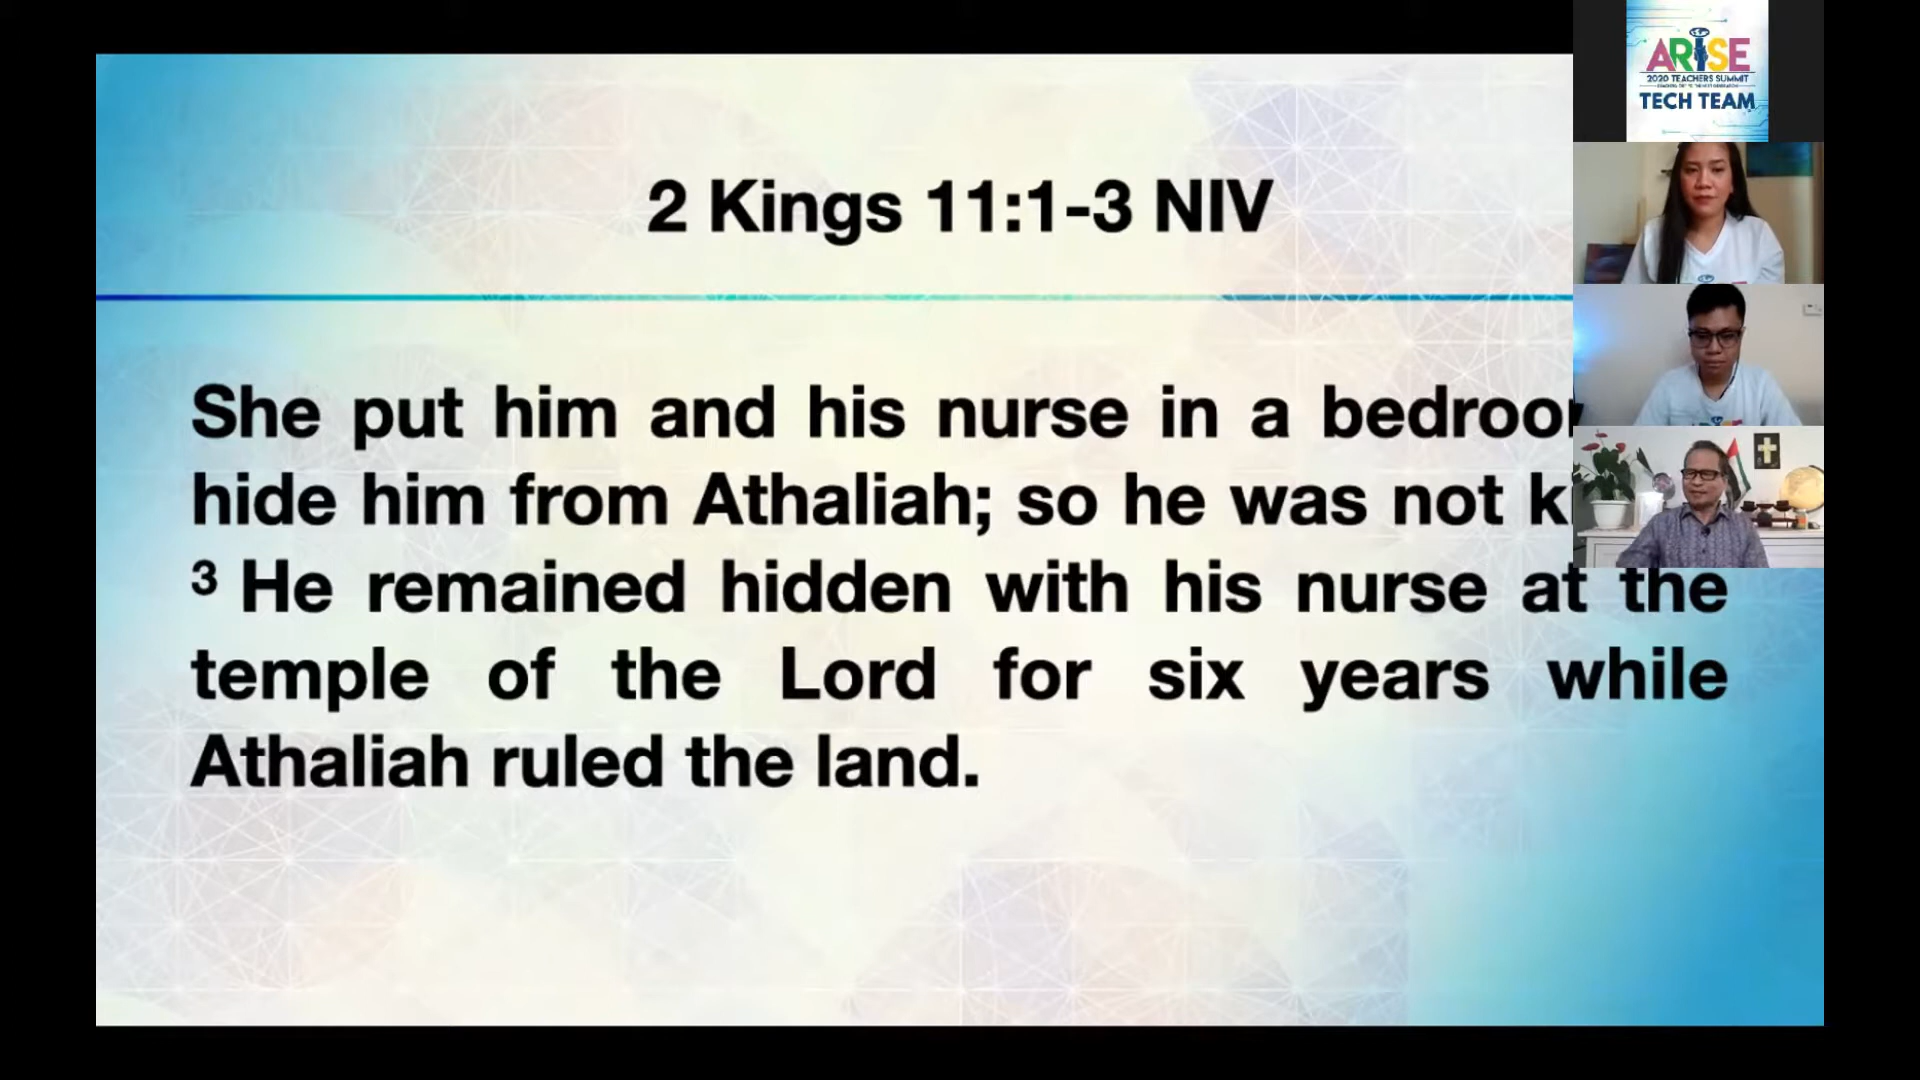 2 Kings 11:1-3 NIV
She put him and his nurse in a
hide him from Athaliah; so he was not
3 He remained hidden with his nurse at the
temple of the Lord for six years while
Athaliah ruled the land.
ARISE
2020 TEACHERS SUMMIT
TECH TEAM